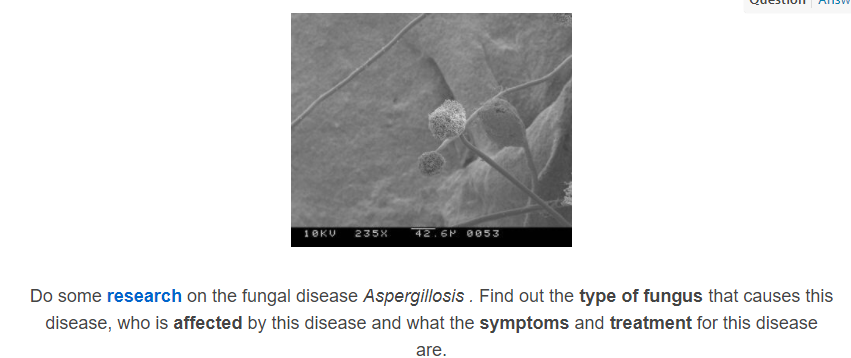 Question Answ
10KV 235X 42.6µ 0053
Do some research on the fungal disease Aspergillosis . Find out the type of fungus that causes this
disease, who is affected by this disease and what the symptoms and treatment for this disease
are.